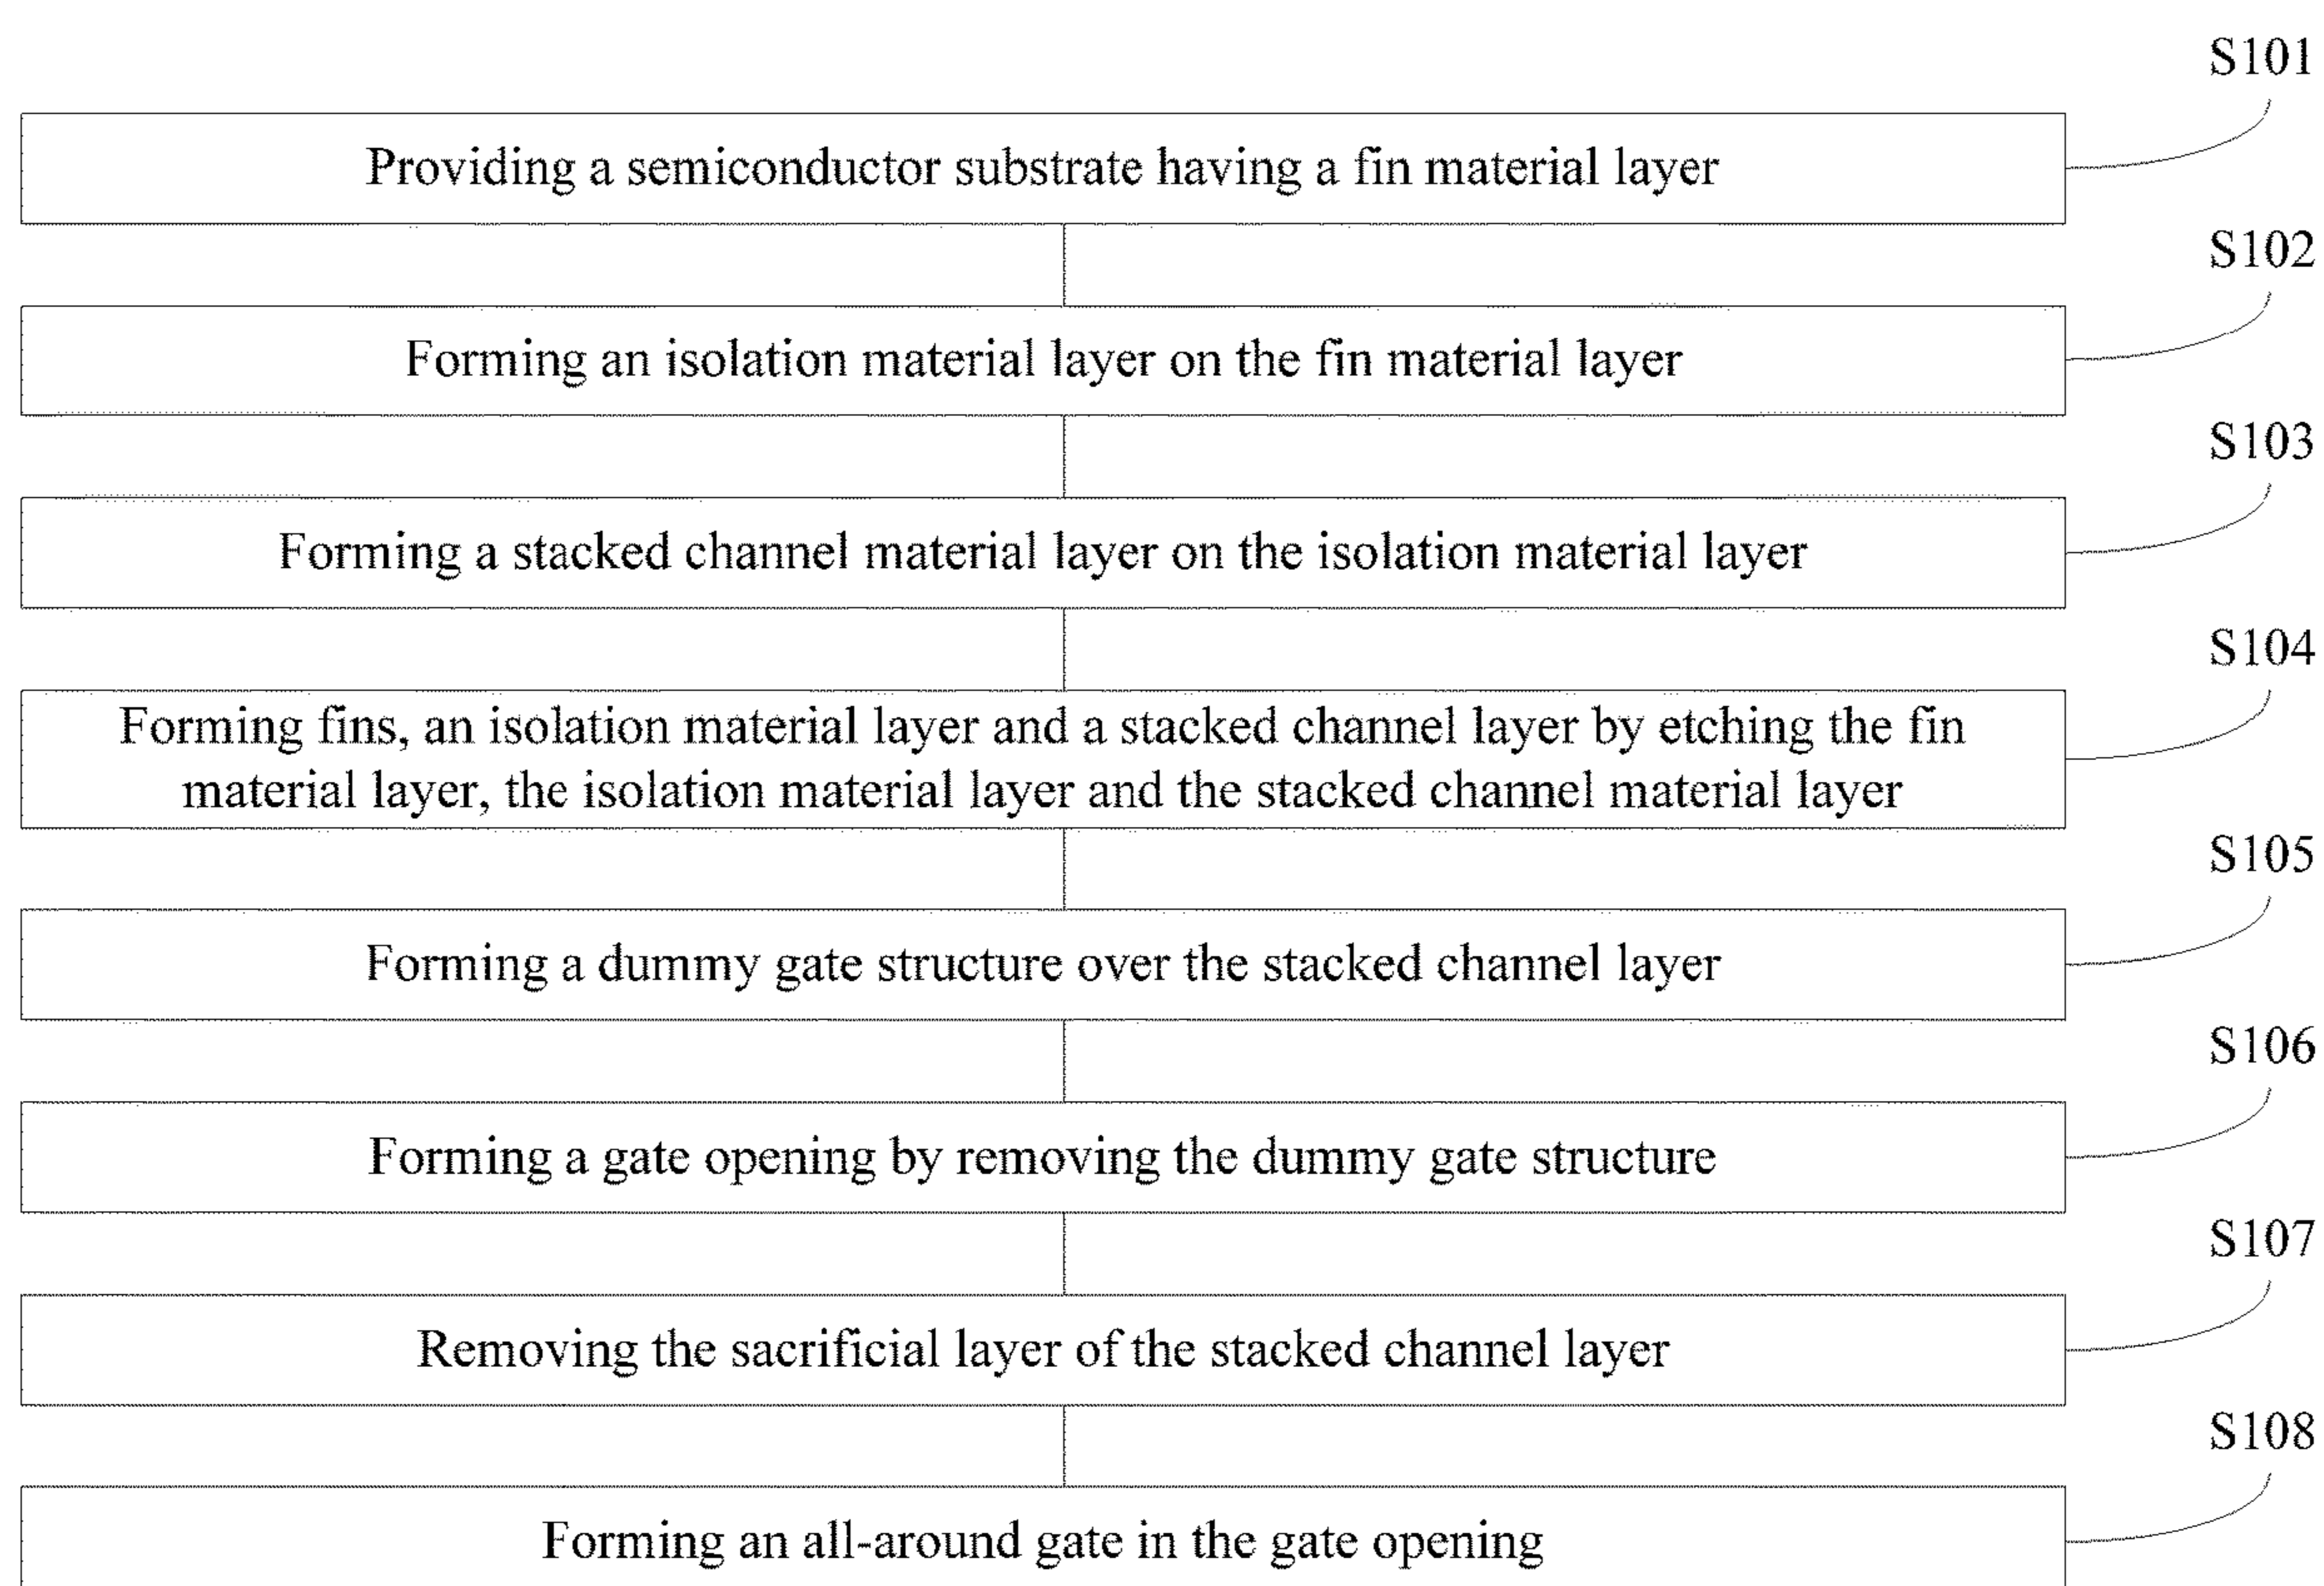 S101
Providing a semiconductor substrate having a fin material layer
S102
Forming an isolation material layer on the fin material layer
S103
Forming a stacked channel material layer on the isolation material layer
S104
Forming fins, an isolation material layer and a stacked channel layer by etching the fin
material layer, the isolation material layer and the stacked channel material layer
S105
Forming a dummy gate structure over the stacked channel layer
S106
Forming a gate opening by removing the dummy gate structure
S107
Removing the sacrificial layer of the stacked channel layer
S108
Forming an all-around gate in the gate opening